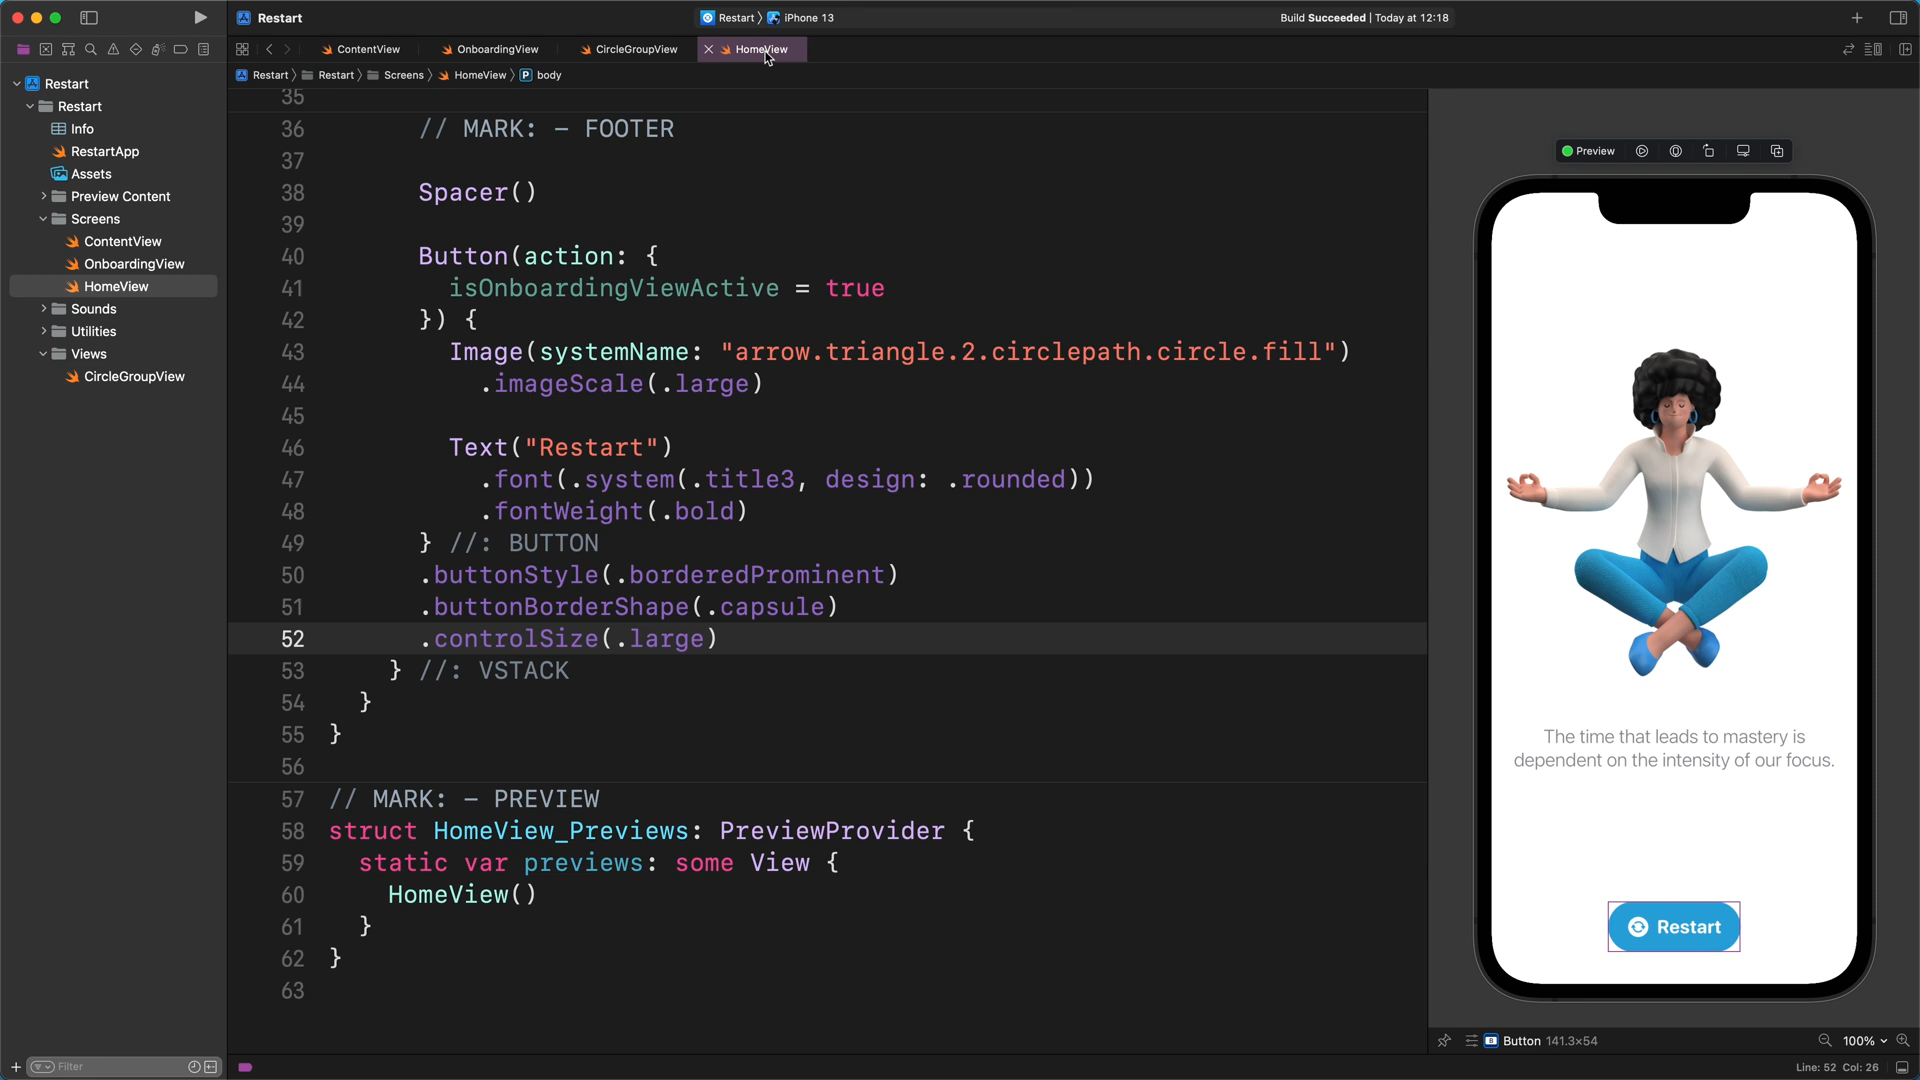 Restart
Restart
iPhone 13
Build Succeeded | Today at 12:18
ContentView
OnboardingView
CircleGroupView
HomeView
Restart
Restart
Screens
HomeView
P
body
Restart
Restart
Info
RestartApp
Assets
Preview Content
Screens
ContentView
OnboardingView
HomeView
Sounds
Utilities
Views
CircleGroupView
Filter
35
36 // MARK: - FOOTER
37
38 Spacer()
39
40 Button(action: {
41 isOnboardingViewActive = true
42 }) {
43 Image(systemName: "arrow.triangle.2.circlepath.circle.fill")
44 .imageScale(.large)
45
46 Text("Restart")
47 .font(.system(.title3, design: .rounded))
48 .fontWeight(.bold)
49 } //: BUTTON
50 .buttonStyle(.borderedProminent)
51 .buttonBorderShape(.capsule)
52 .controlSize(.large)
53 } //: VSTACK
54 }
55 }
56
57 // MARK: - PREVIEW
58 struct HomeView_Previews: PreviewProvider {
59 static var previews: some View {
60 HomeView()
61 }
62 }
63
Preview
The time that leads to mastery is
dependent on the intensity of our focus.
Restart
B
Button 141.3×54
100%
Line: 52 Col: 26